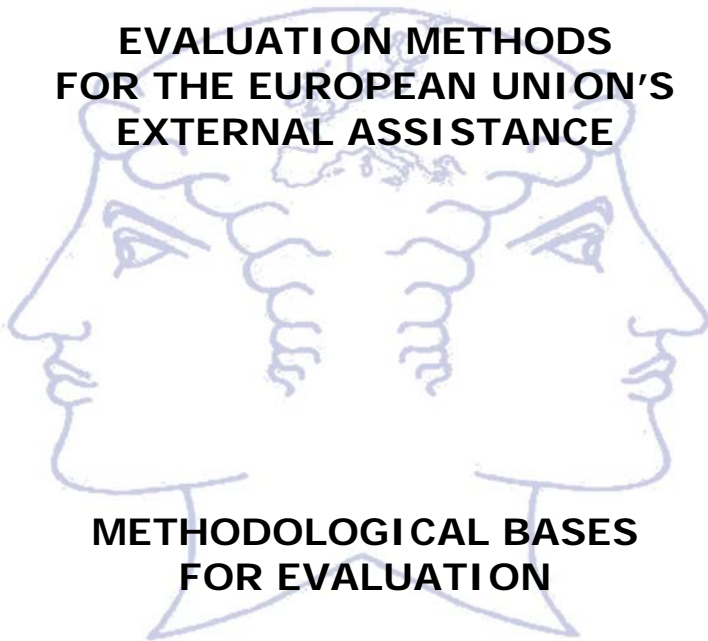 EVALUATION METHODS
FOR THE EUROPEAN UNION’S
EXTERNAL ASSISTANCE
METHODOLOGICAL BASES
FOR EVALUATION